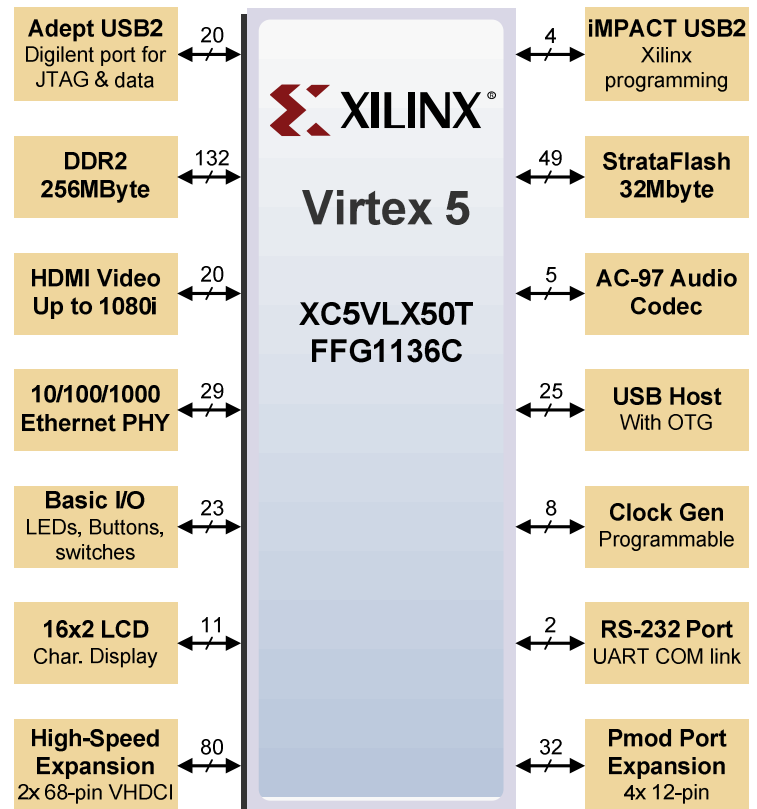 Adept USB2
Digilent port for
JTAG & data
20
DDR2
256MByte
132
HDMI Video
Up to 1080i
20
10/100/1000
Ethernet PHY
29
Basic I/O
LEDs, Buttons,
switches
23
16x2 LCD
Char. Display
11
High-Speed
Expansion
2x 68-pin VHDCI
80
XILINX®
Virtex 5
XC5VLX50T
FFG1136C
4
iMPACT USB2
Xilinx
programming
49
StrataFlash
32Mbyte
5
AC-97 Audio
Codec
25
USB Host
With OTG
8
Clock Gen
Programmable
2
RS-232 Port
UART COM link
32
Pmod Port
Expansion
4x 12-pin